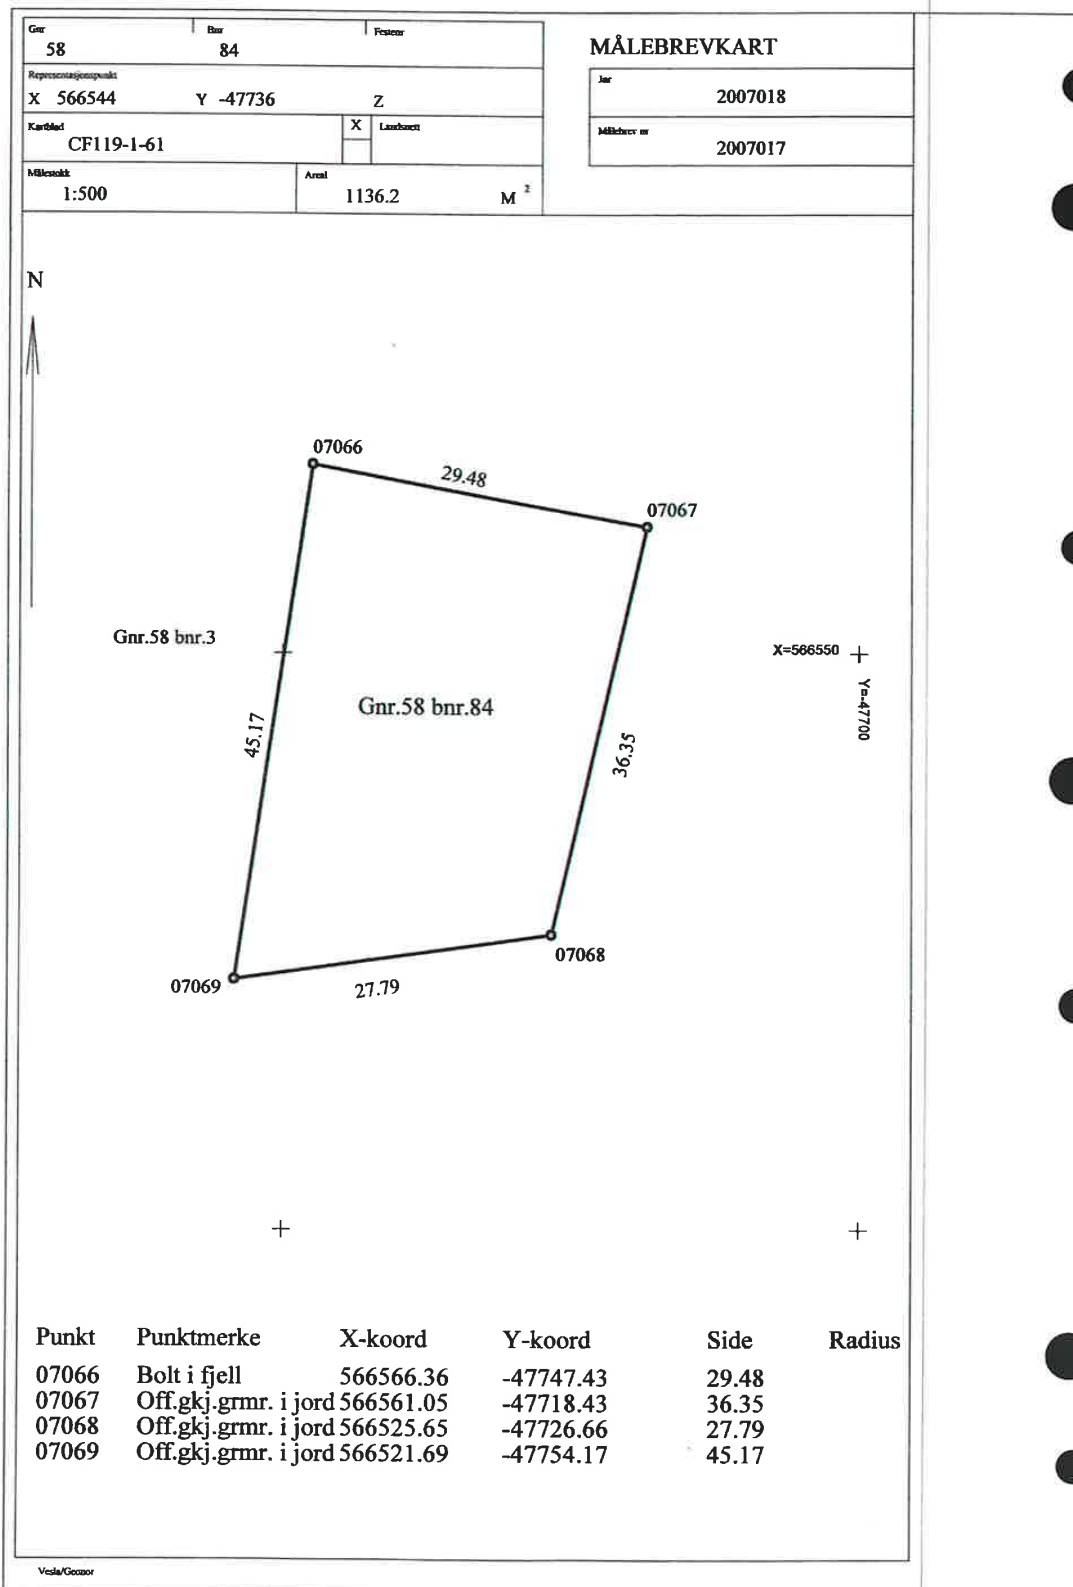 Gnr Bnr Festenr
58 84
MÅLEBREVKART
Representasjonspunkt
X 566544 Y -47736 Z
Jnr
2007018
Kartblad X Landsnett
CF119-1-61
Målebrev nr
2007017
Målestokk Areal
1:500 1136.2 M 2
N
07066
29.48
07067
Gnr.58 bnr.3
X=566550
Y=-47700
Gnr.58 bnr.84
45.17
36.35
07068
07069
27.79
Punkt Punktmerke X-koord Y-koord Side Radius
07066 Bolt i fjell 566566.36 -47747.43 29.48
07067 Off.gkj.grmr. i jord 566561.05 -47718.43 36.35
07068 Off.gkj.grmr. i jord 566525.65 -47726.66 27.79
07069 Off.gkj.grmr. i jord 566521.69 -47754.17 45.17
Vesla/Geonor